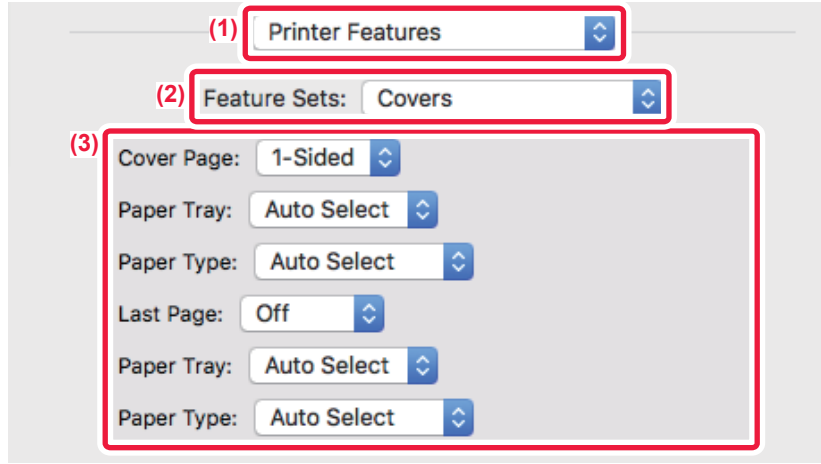 (1) Printer Features
(2) Feature Sets: Covers
(3)
Cover Page: 1-Sided
Paper Tray: Auto Select
Paper Type: Auto Select
Last Page: Off
Paper Tray: Auto Select
Paper Type: Auto Select